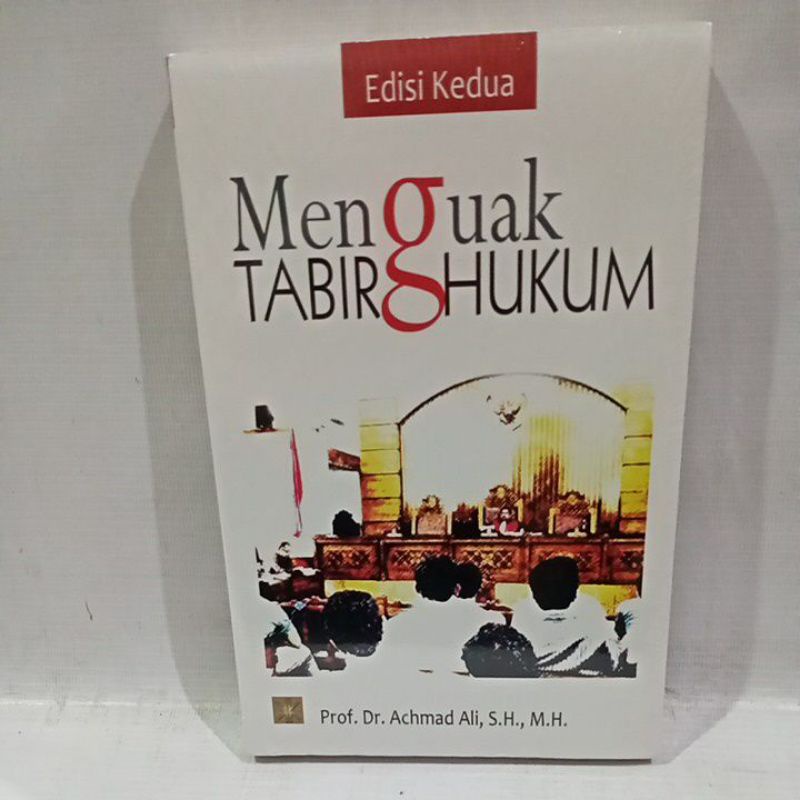 Edisi Kedua
Menguak
TABIR HUKUM
Prof. Dr. Achmad Ali, S.H., M.H.